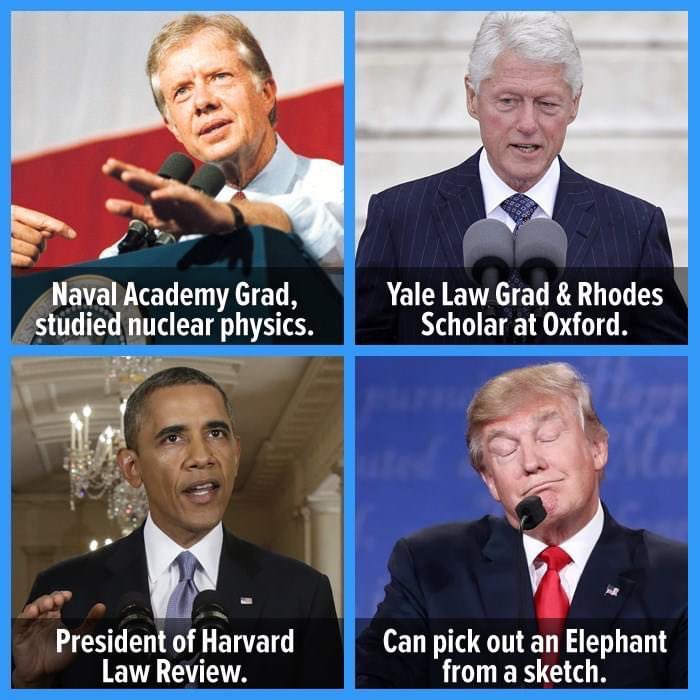 Naval Academy Grad,
studied nuclear physics.
Yale Law Grad & Rhodes
Scholar at Oxford.
President of Harvard
Law Review.
Can pick out an Elephant
from a sketch.